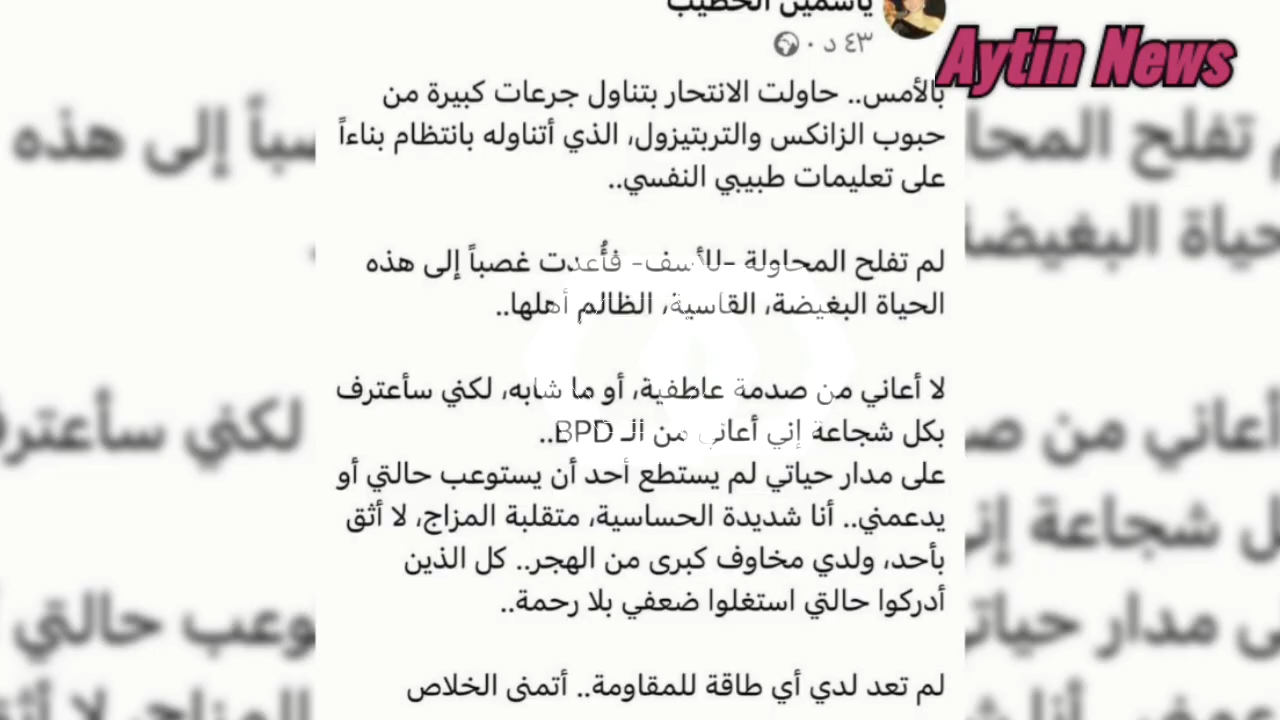 ياسمين الخطيب
٤٣ د ·
Aytin News
بالأمس.. حاولت الانتحار بتناول جرعات كبيرة من
حبوب الزانكس والتربتيزول، الذي أتناوله بانتظام بناءاً
على تعليمات طبيبي النفسي..
لم تفلح المحاولة -للأسف- فأُعدت غصباً إلى هذه
الحياة البغيضة، القاسية، الظالم أهلها..
لا أعاني من صدمة عاطفية، أو ما شابه، لكني سأعترف
بكل شجاعة إني أعاني من الـ BPD..
على مدار حياتي لم يستطع أحد أن يستوعب حالتي أو
يدعمني.. أنا شديدة الحساسية، متقلبة المزاج، لا أثق
بأحد، ولدي مخاوف كبرى من الهجر.. كل الذين
أدركوا حالتي استغلوا ضعفي بلا رحمة..
لم تعد لدي أي طاقة للمقاومة.. أتمنى الخلاص